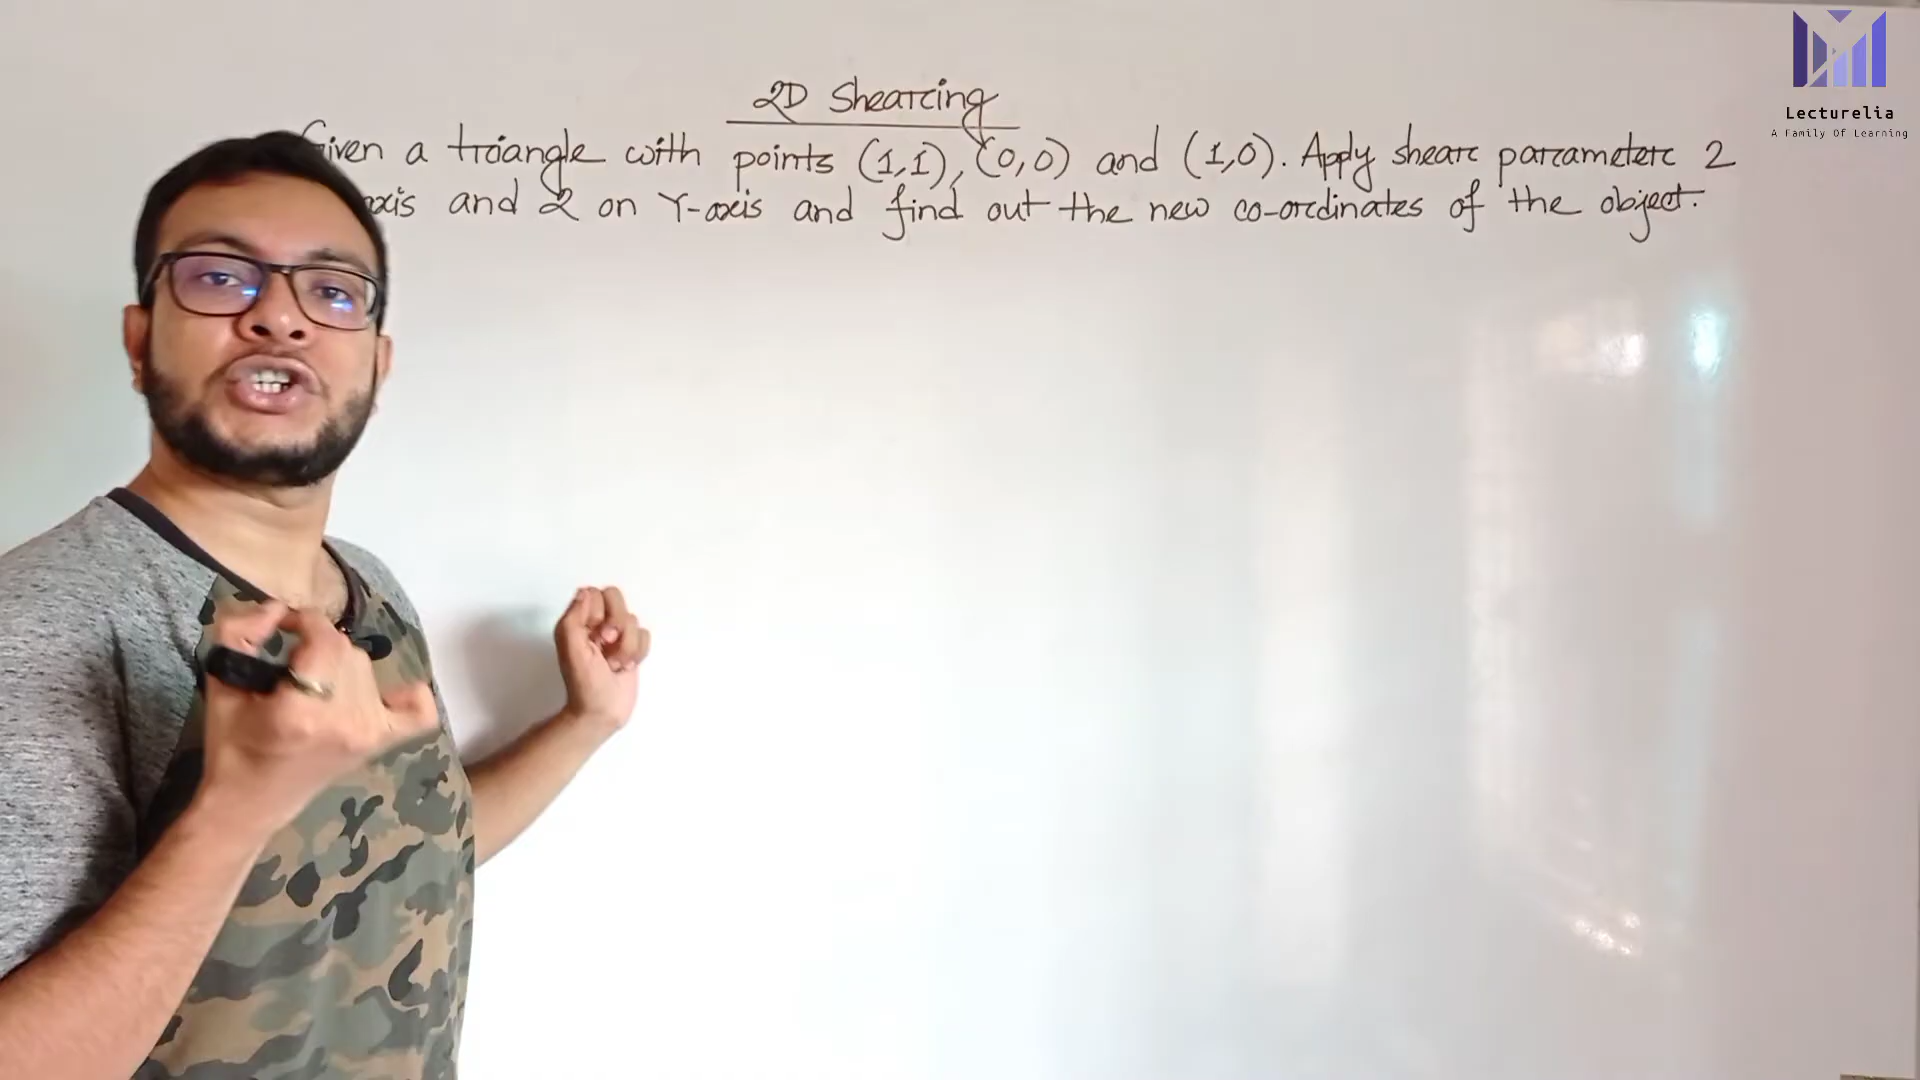 2D Shearing
Given a triangle with points (1,1), (0,0) and (1,0). Apply shear parameter 2
axis and 2 on Y-axis and find out the new co-ordinates of the object.
Lecturelia
A Family Of Learning